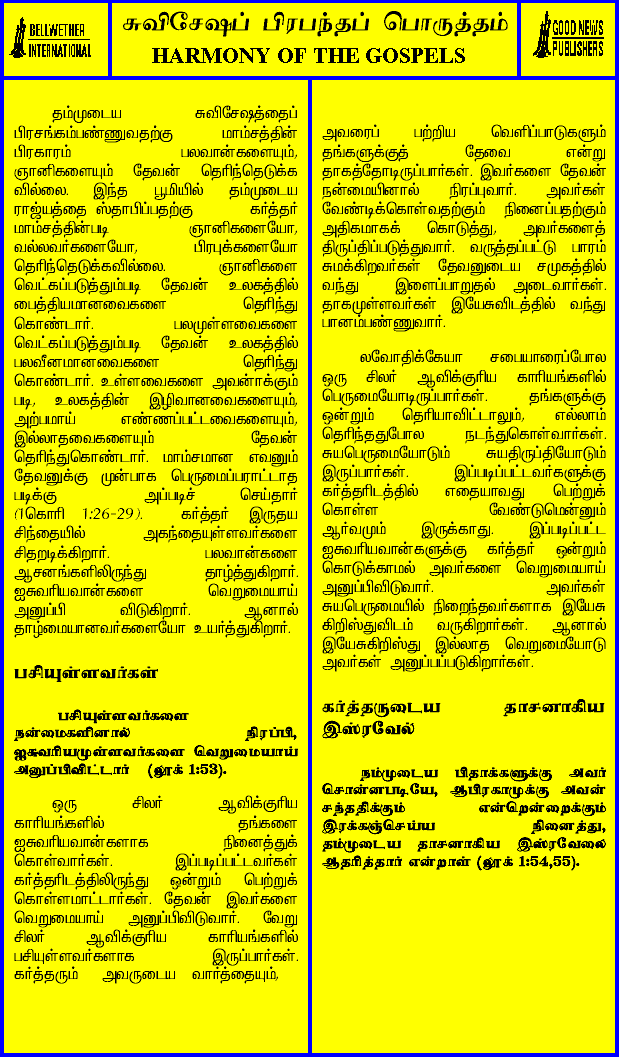 BELLWETHER
INTERNATIONAL
சுவிசேஷப் பிரபந்தப் பொருத்தம்
HARMONY OF THE GOSPELS
GOOD NEWS
PUBLISHERS
தம்முடைய சுவிசேஷத்தைப்
பிரசங்கம்பண்ணுவதற்கு மாம்சத்தின்
பிரகாரம் பலவான்களையும்,
ஞானிகளையும் தேவன் தெரிந்தெடுக்க
வில்லை. இந்த பூமியில் தம்முடைய
ராஜ்யத்தை ஸ்தாபிப்பதற்கு கர்த்தர்
மாம்சத்தின்படி ஞானிகளையோ,
வல்லவர்களையோ, பிரபுக்களையோ
தெரிந்தெடுக்கவில்லை. ஞானிகளை
வெட்கப்படுத்தும்படி தேவன் உலகத்தில்
பைத்தியமானவைகளை தெரிந்து
கொண்டார். பலமுள்ளவைகளை
வெட்கப்படுத்தும்படி தேவன் உலகத்தில்
பலவீனமானவைகளை தெரிந்து
கொண்டார். உள்ளவைகளை அவன்ாக்கும்
படி, உலகத்தின் இழிவானவைகளையும்,
அற்பமாய் எண்ணப்பட்டவைகளையும்,
இல்லாதவைகளையும் தேவன்
தெரிந்துகொண்டார். மாம்சமான எவனும்
தேவனுக்கு முன்பாக பெருமைப்பராட்டாத
படிக்கு அப்படிச் செய்தார்
(1கொரி 1:26-29). கர்த்தர் இருதய
சிந்தையில் அகந்தையுள்ளவர்களை
சிதறடிக்கிறார். பலவான்களை
ஆசனங்களிலிருந்து தாழ்த்துகிறார்.
ஐசுவரியவான்களை வெறுமையாய்
அனுப்பி விடுகிறார். ஆனால்
தாழ்மையானவர்களையோ உயர்த்துகிறார்.
பசியுள்ளவர்கள்
பசியுள்ளவர்களை
நன்மைகளினால் நிரப்பி,
ஐசுவரியமுள்ளவர்களை வெறுமையாய்
அனுப்பிவிட்டார் (லூக் 1:53).
ஒரு சிலர் ஆவிக்குரிய
காரியங்களில் தங்களை
ஐசுவரியவான்களாக நினைத்துக்
கொள்வார்கள். இப்படிப்பட்டவர்கள்
கர்த்தரிடத்திலிருந்து ஒன்றும் பெற்றுக்
கொள்ளமாட்டார்கள். தேவன் இவர்களை
வெறுமையாய் அனுப்பிவிடுவார். வேறு
சிலர் ஆவிக்குரிய காரியங்களில்
பசியுள்ளவர்களாக இருப்பார்கள்.
கர்த்தரும் அவருடைய வார்த்தையும்,
அவரைப் பற்றிய வெளிப்பாடுகளும்
தங்களுக்குத் தேவை என்று
தாகத்தோடிருப்பார்கள். இவர்களை தேவன்
நன்மையினால் நிரப்புவார். அவர்கள்
வேண்டிக்கொள்வதற்கும் நினைப்பதற்கும்
அதிகமாகக் கொடுத்து, அவர்களைத்
திருப்திப்படுத்துவார். வருத்தப்பட்டு பாரம்
சுமக்கிறவர்கள் தேவனுடைய சமுகத்தில்
வந்து இளைப்பாறுதல் அடைவார்கள்.
தாகமுள்ளவர்கள் இயேசுவிடத்தில் வந்து
பானம்பண்ணுவார்.
லவோதிக்கேயா சபையாரைப்போல
ஒரு சிலர் ஆவிக்குரிய காரியங்களில்
பெருமையோடிருப்பார்கள். தங்களுக்கு
ஒன்றும் தெரியாவிட்டாலும், எல்லாம்
தெரிந்ததுபோல நடந்துகொள்வார்கள்.
சுயபெருமையோடும் சுயதிருப்தியோடும்
இருப்பார்கள். இப்படிப்பட்டவர்களுக்கு
கர்த்தரிடத்தில் எதையாவது பெற்றுக்
கொள்ள வேண்டுமென்னும்
ஆர்வமும் இருக்காது. இப்படிப்பட்ட
ஐசுவரியவான்களுக்கு கர்த்தர் ஒன்றும்
கொடுக்காமல் அவர்களை வெறுமையாய்
அனுப்பிவிடுவார். அவர்கள்
சுயபெருமையில் நிறைந்தவர்களாக இயேசு
கிறிஸ்துவிடம் வருகிறார்கள். ஆனால்
இயேசுகிறிஸ்து இல்லாத வெறுமையோடு
அவர்கள் அனுப்பப்படுகிறார்கள்.
கர்த்தருடைய தாசனாகிய
இஸ்ரவேல்
நம்முடைய பிதாக்களுக்கு அவர்
சொன்னபடியே, ஆபிரகாமுக்கு அவன்
சந்ததிக்கும் என்றென்றைக்கும்
இரக்கஞ்செய்ய நினைத்து,
தம்முடைய தாசனாகிய இஸ்ரவேலை
ஆதரித்தார் என்றாள் (லூக் 1:54,55).